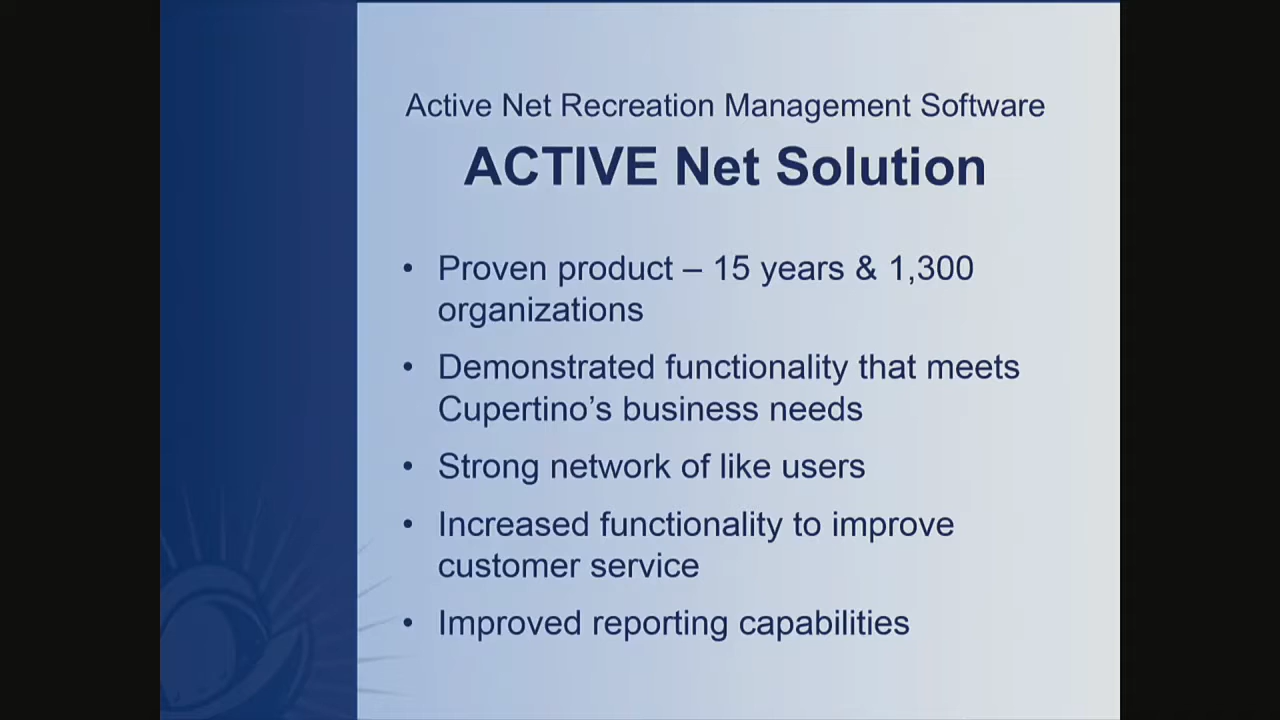 Active Net Recreation Management Software
ACTIVE Net Solution
• Proven product – 15 years & 1,300
organizations
• Demonstrated functionality that meets
Cupertino’s business needs
• Strong network of like users
• Increased functionality to improve
customer service
• Improved reporting capabilities